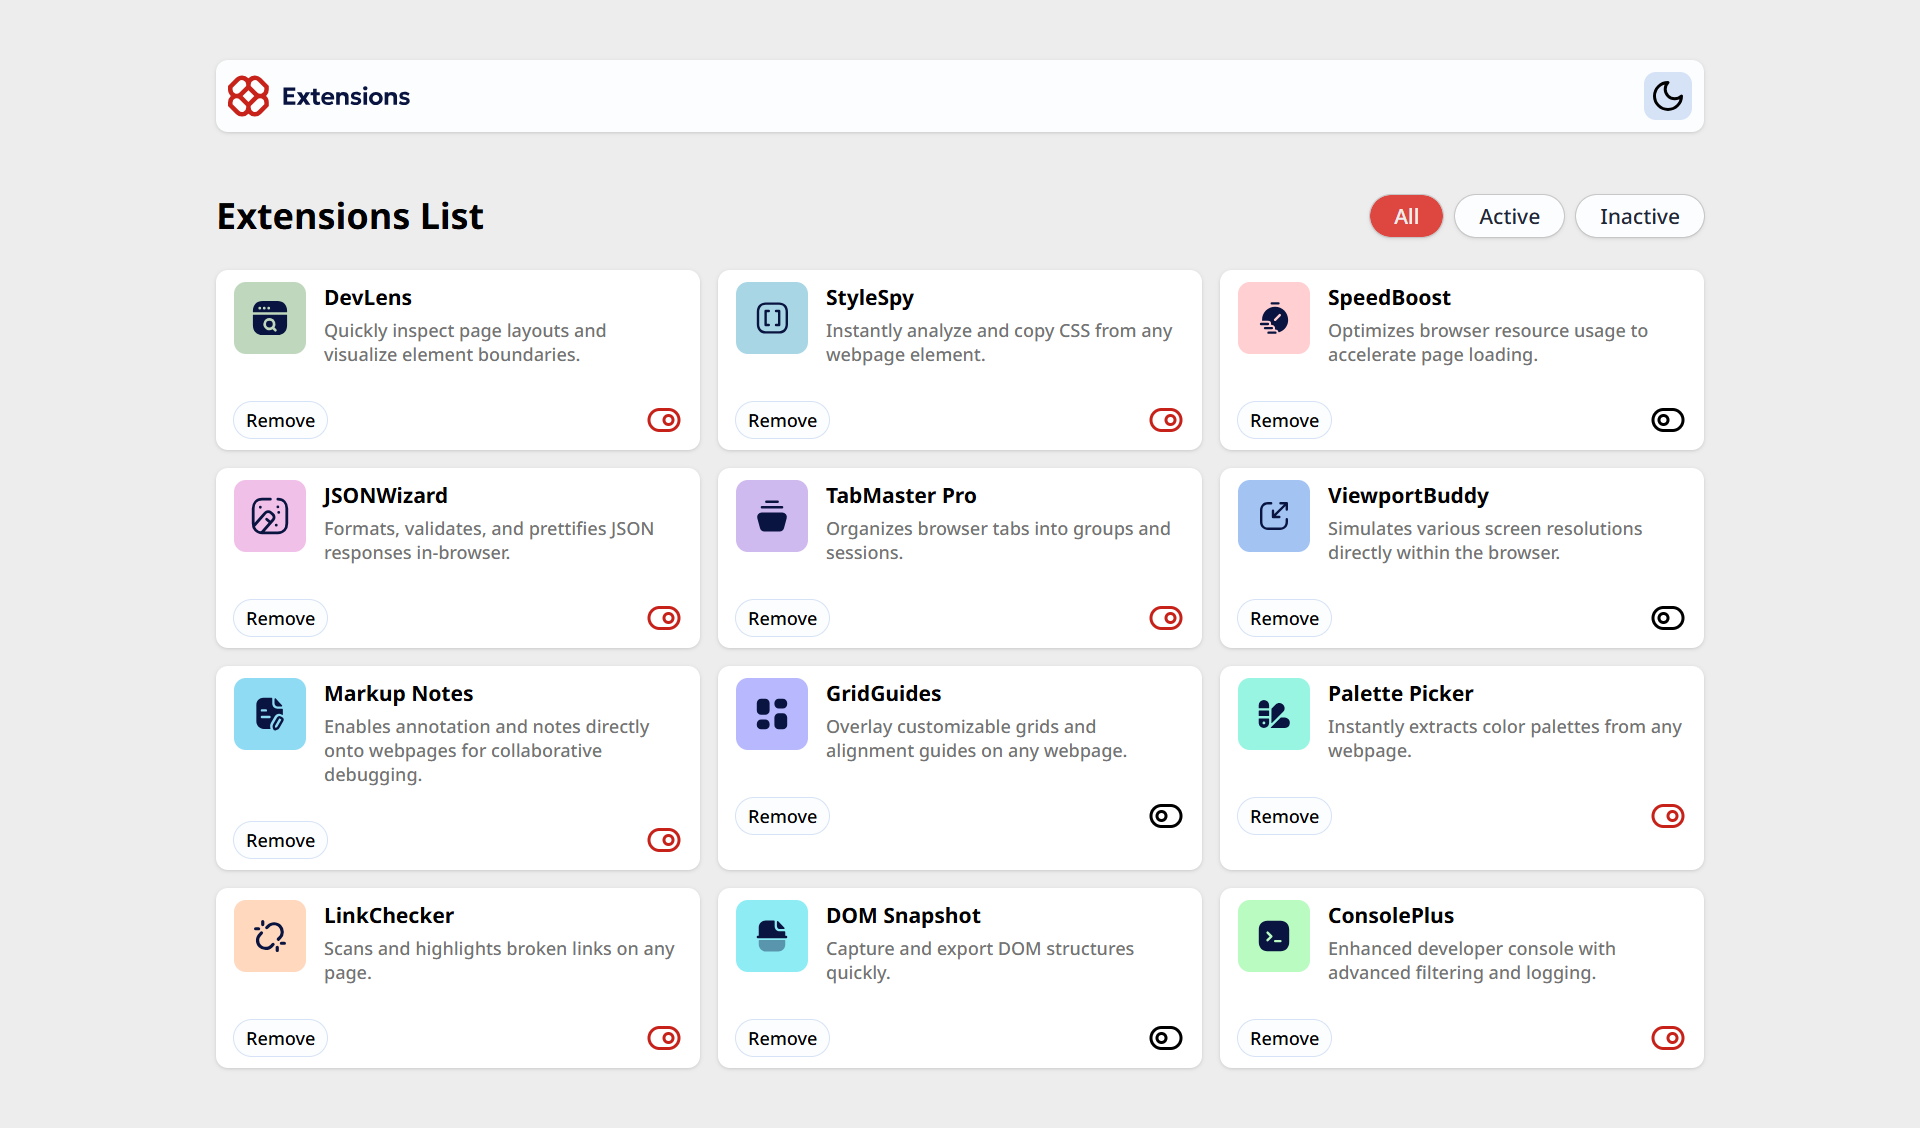 Extensions
Extensions List
All
Active
Inactive
DevLens
Quickly inspect page layouts and
visualize element boundaries.
Remove
StyleSpy
Instantly analyze and copy CSS from any
webpage element.
Remove
SpeedBoost
Optimizes browser resource usage to
accelerate page loading.
Remove
JSONWizard
Formats, validates, and prettifies JSON
responses in-browser.
Remove
TabMaster Pro
Organizes browser tabs into groups and
sessions.
Remove
ViewportBuddy
Simulates various screen resolutions
directly within the browser.
Remove
Markup Notes
Enables annotation and notes directly
onto webpages for collaborative
debugging.
Remove
GridGuides
Overlay customizable grids and
alignment guides on any webpage.
Remove
Palette Picker
Instantly extracts color palettes from any
webpage.
Remove
LinkChecker
Scans and highlights broken links on any
page.
Remove
DOM Snapshot
Capture and export DOM structures
quickly.
Remove
ConsolePlus
Enhanced developer console with
advanced filtering and logging.
Remove